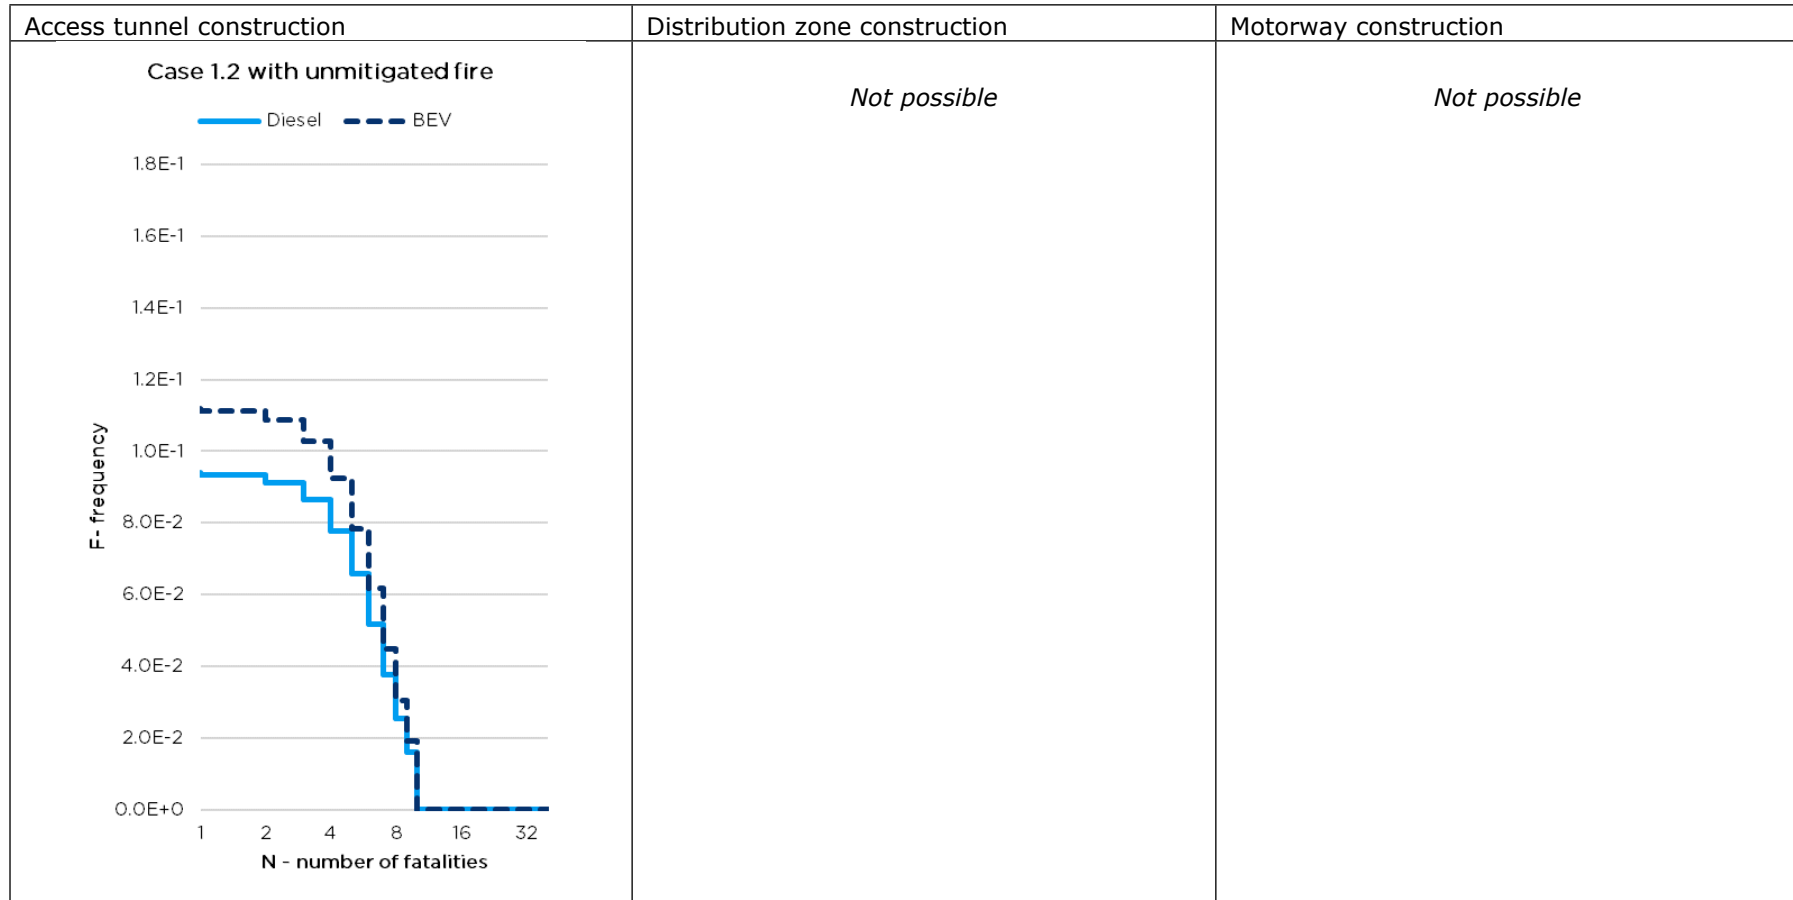 Access tunnel construction
Distribution zone construction
Motorway construction
Case 1.2 with unmitigated fire
Not possible
Not possible
Diesel
BEV
1.8E-1
1.6E-1
1.4E-1
1.2E-1
1.0E-1
8.0E-2
6.0E-2
4.0E-2
2.0E-2
0.0E+0
F- frequency
1 2 4 8 16 32
N - number of fatalities